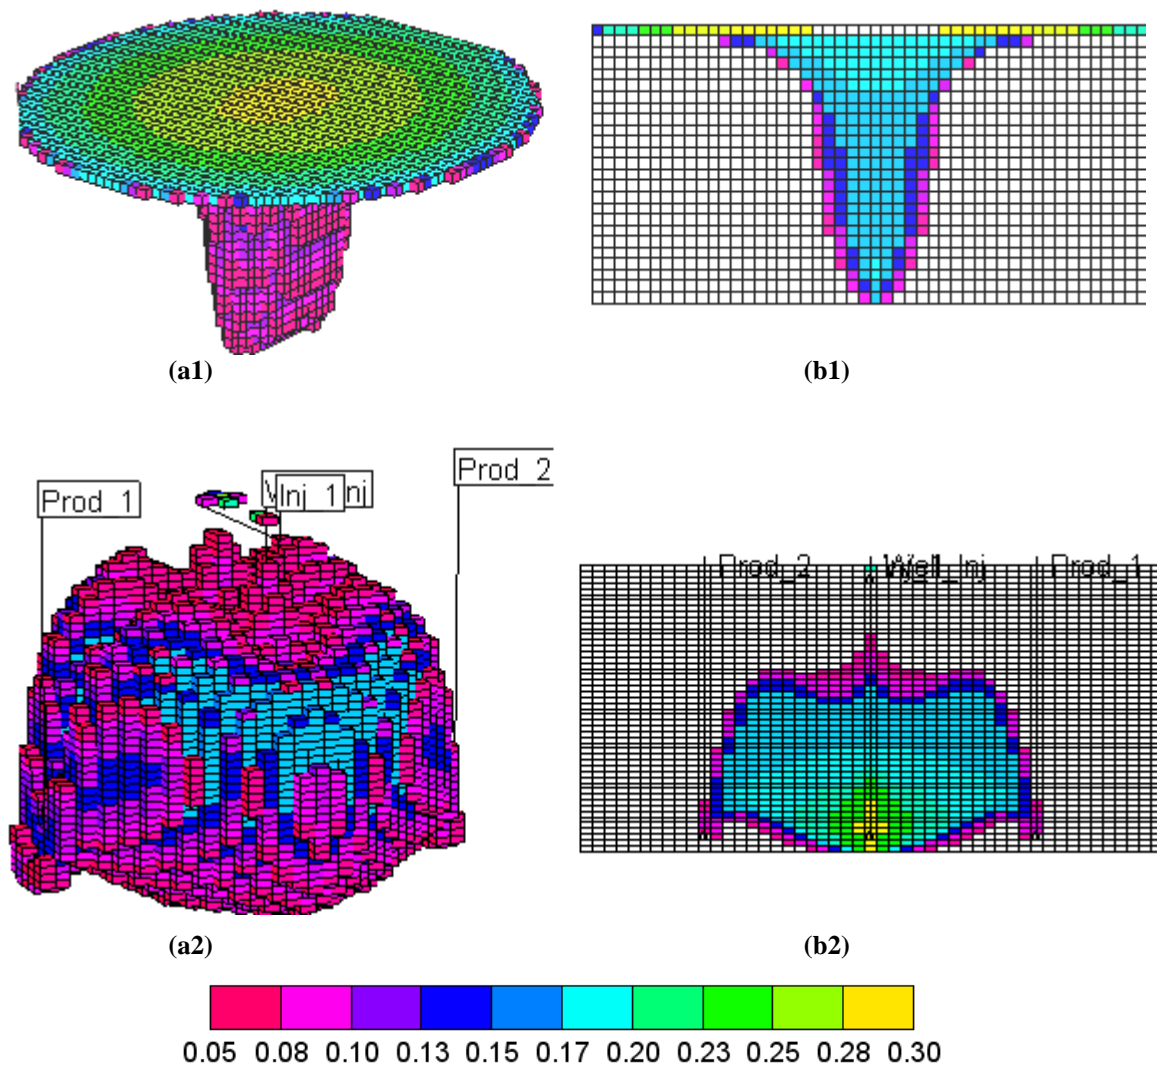 (a1)
(b1)
Prod_1
Inj_1
nj
Prod_2
Prod_2
Well_Inj
Prod_1
(a2)
(b2)
0.05 0.08 0.10 0.13 0.15 0.17 0.20 0.23 0.25 0.28 0.30